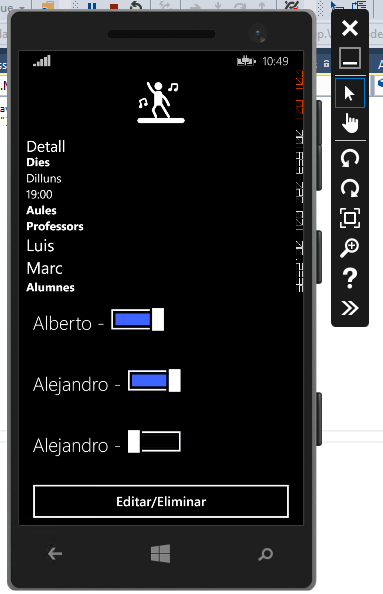 10:49
Detall
Dies
Dilluns
19:00
Aules
Professors
Luis
Marc
Alumnes
Alberto -
Alejandro -
Alejandro -
Editar/Eliminar